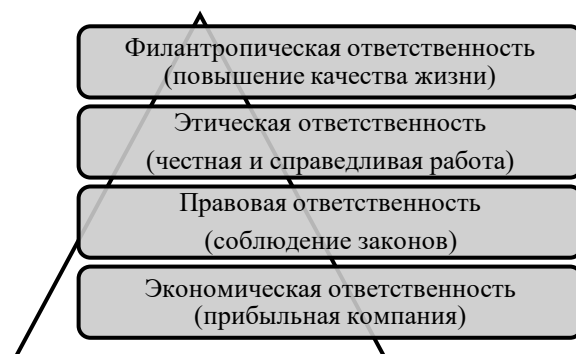 Филантропическая ответственность
(повышение качества жизни)
Этическая ответственность
(честная и справедливая работа)
Правовая ответственность
(соблюдение законов)
Экономическая ответственность
(прибыльная компания)